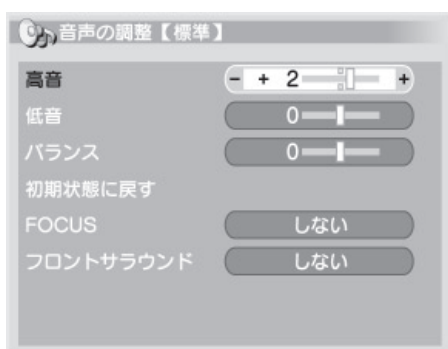 音声の調整【標準】
高音 - + 2 +
低音 0
バランス 0
初期状態に戻す
FOCUS しない
フロントサラウンド しない